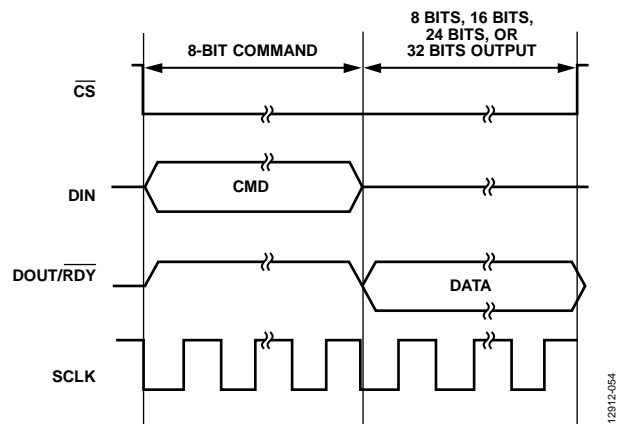 8 BITS, 16 BITS,
24 BITS, OR
32 BITS OUTPUT
8-BIT COMMAND
CS
DIN
CMD
DOUT/RDY
DATA
SCLK
12912-054